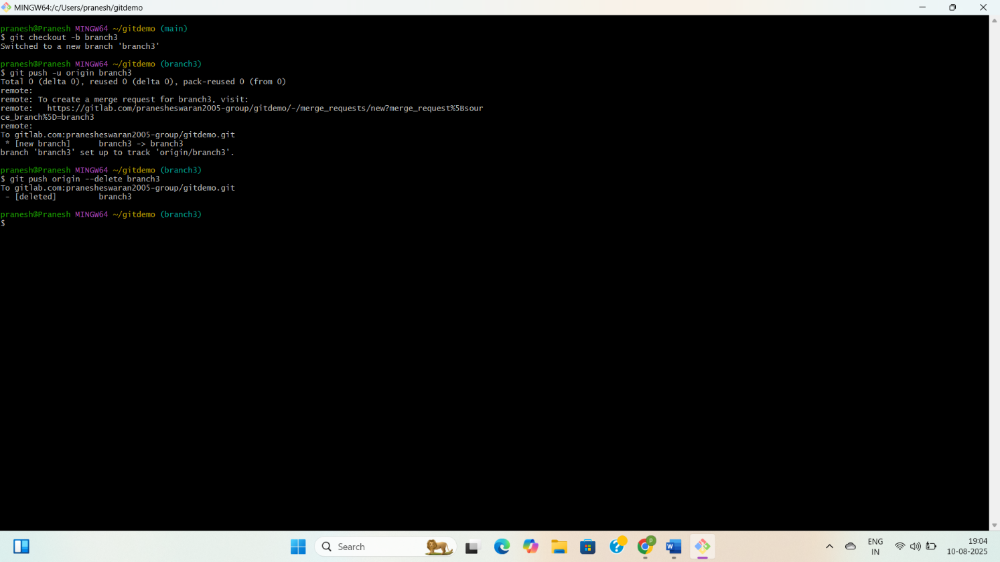 MINGW64:/c/Users/pranesh/gitdemo
pranesh@Pranesh MINGW64 ~/gitdemo (main)
$ git checkout -b branch3
Switched to a new branch 'branch3'
pranesh@Pranesh MINGW64 ~/gitdemo (branch3)
$ git push -u origin branch3
Total 0 (delta 0), reused 0 (delta 0), pack-reused 0 (from 0)
remote:
remote: To create a merge request for branch3, visit:
remote:   https://gitlab.com/pranesheswaran2005-group/gitdemo/-/merge_requests/new?merge_request%5Bsour
ce_branch%5D=branch3
remote:
To gitlab.com:pranesheswaran2005-group/gitdemo.git
 * [new branch]      branch3 -> branch3
branch 'branch3' set up to track 'origin/branch3'.
pranesh@Pranesh MINGW64 ~/gitdemo (branch3)
$ git push origin --delete branch3
To gitlab.com:pranesheswaran2005-group/gitdemo.git
 - [deleted]         branch3
pranesh@Pranesh MINGW64 ~/gitdemo (branch3)
$
Search
P
W
ENG
IN
19:04
10-08-2025